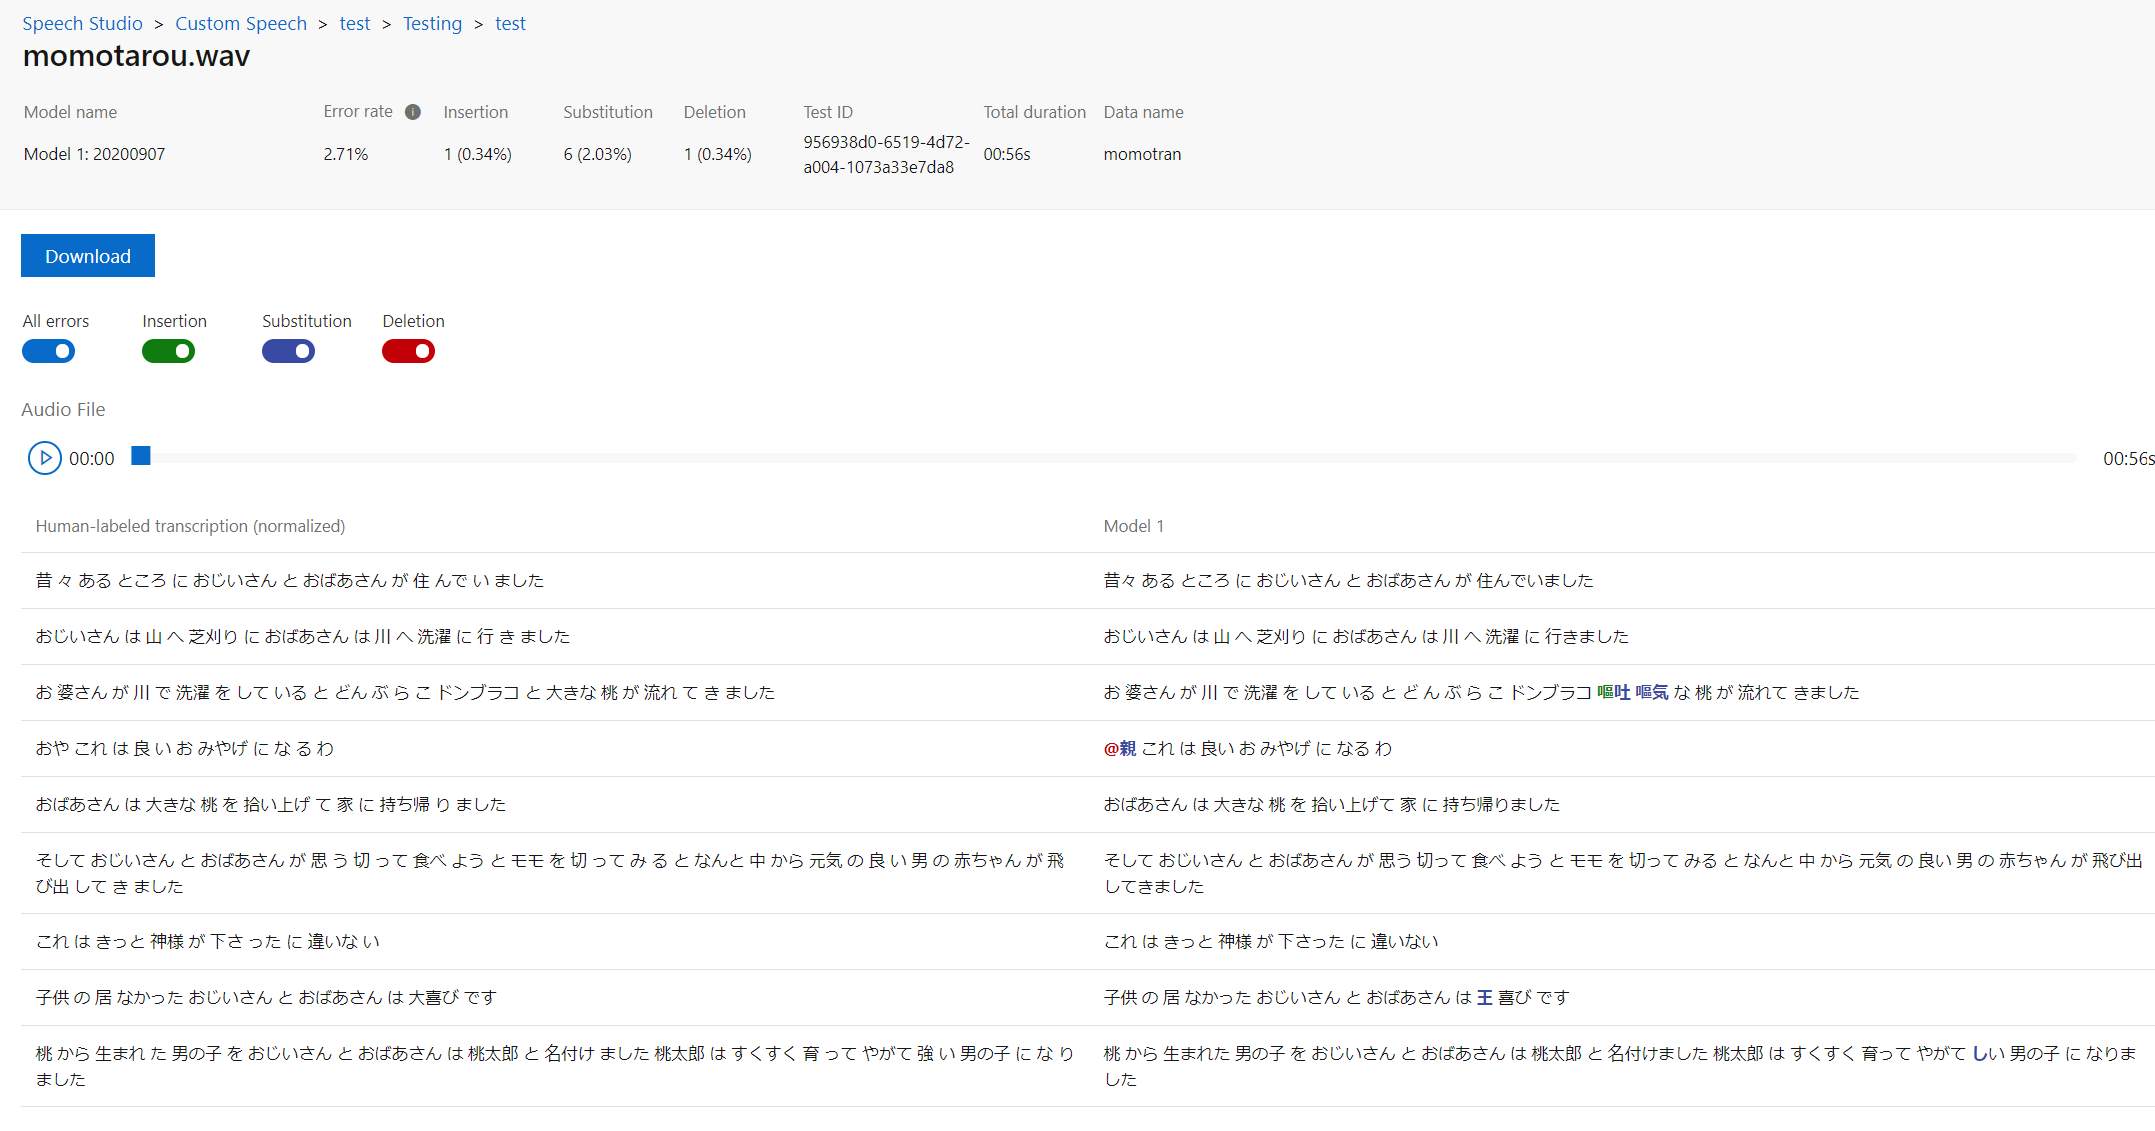 Speech Studio > Custom Speech > test > Testing > test
momotarou.wav
Model name Error rate i Insertion Substitution Deletion Test ID Total duration Data name
Model 1: 20200907 2.71% 1 (0.34%) 6 (2.03%) 1 (0.34%) 956938d0-6519-4d72-a004-1073a33e7da8 00:56s momotran
Download
All errors Insertion Substitution Deletion
Audio File
00:00 00:56s
Human-labeled transcription (normalized) Model 1
昔 々 ある ところ に おじいさん と おばあさん が 住 んで い ました
昔々 ある ところ に おじいさん と おばあさん が 住んでいました
おじいさん は 山 へ 芝刈り に おばあさん は 川 へ 洗濯 に 行 き ました
おじいさん は 山 へ 芝刈り に おばあさん は 川 へ 洗濯 に 行きました
お 婆さん が 川 で 洗濯 を して いる と どん ぶ ら こ ドンブラコ と 大きな 桃 が 流れ て き ました
お 婆さん が 川 で 洗濯 を して いる と ど ん ぶ ら こ ドンブラコ 嘔吐 嘔気 な 桃 が 流れて きました
おや これ は 良 い お みやげ に な る わ
@親 これ は 良い お みやげ に なる わ
おばあさん は 大きな 桃 を 拾い上げ て 家 に 持ち帰 り ました
おばあさん は 大きな 桃 を 拾い上げて 家 に 持ち帰りました
そして おじいさん と おばあさん が 思 う 切 って 食べ よう と モモ を 切 って み る と なんと 中 から 元気 の 良 い 男 の 赤ちゃん が 飛
び出 して き ました
そして おじいさん と おばあさん が 思う 切って 食べ よう と モモ を 切って みる と なんと 中 から 元気 の 良い 男 の 赤ちゃん が 飛び出
してきました
これ は きっと 神様 が 下さ った に 違いな い
これ は きっと 神様 が 下さった に 違いない
子供 の 居 なかった おじいさん と おばあさん は 大喜び です
子供 の 居 なかった おじいさん と おばあさん は 王 喜び です
桃 から 生まれ た 男の子 を おじいさん と おばあさん は 桃太郎 と 名付け ました 桃太郎 は すくすく 育 って やがて 強 い 男の子 に な り
ました
桃 から 生まれた 男の子 を おじいさん と おばあさん は 桃太郎 と 名付けました 桃太郎 は すくすく 育って やがて しい 男の子 に なりま
した